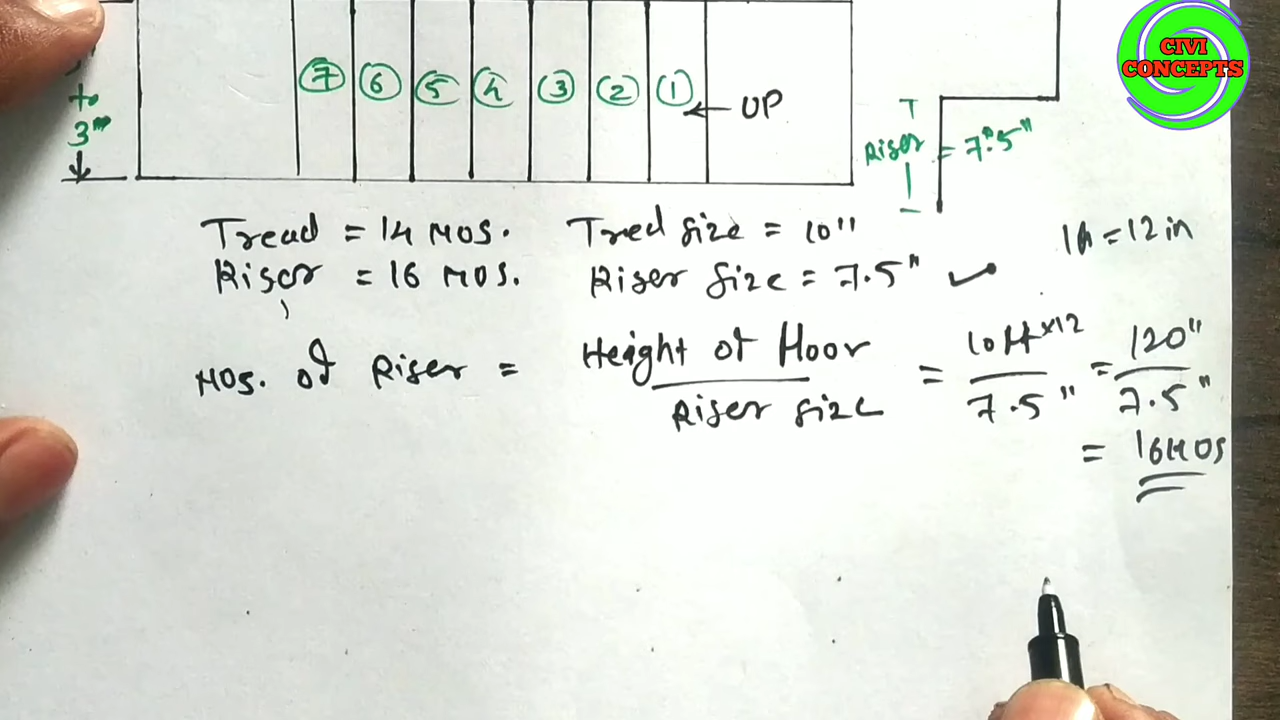 CIVI
CONCEPTS
7 6 5 4 3 2 1
UP
to
3"
Riser = 7.5"
Tread = 14 Nos. Tred size = 10"
Riser = 16 Nos. Riser size = 7.5"
1ft = 12 in
Nos. of Riser = Height of Floor / Riser size = 10ft x12 / 7.5" = 120" / 7.5"
= 16 Nos